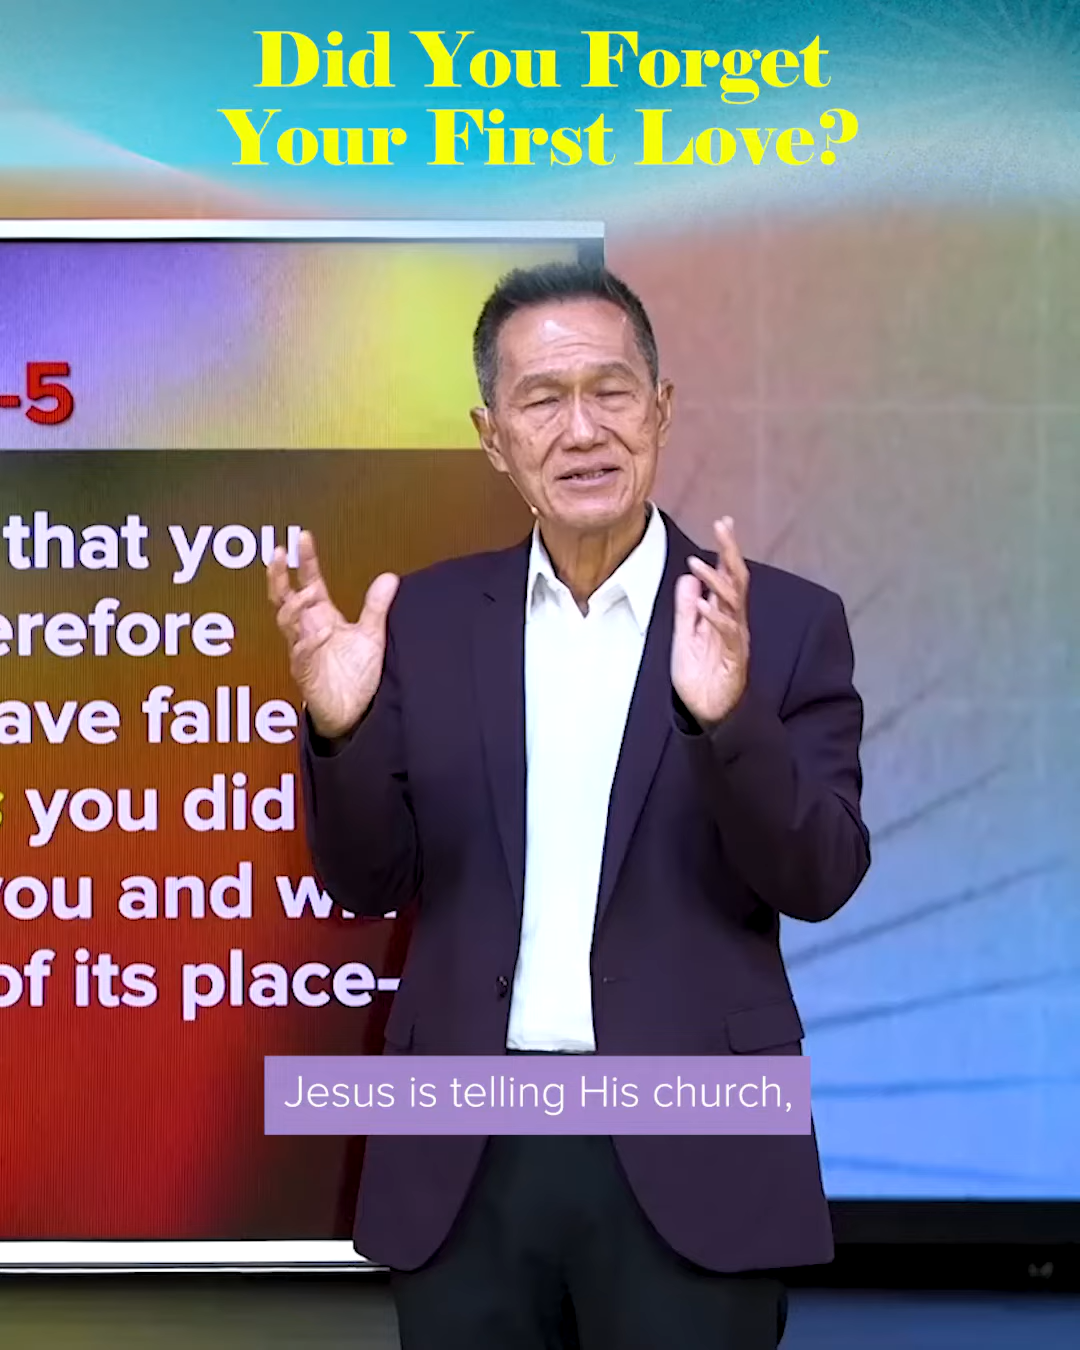 Did You Forget
Your First Love?
-5
that you
erefore
ave falle
you did
you and
of its place-
Jesus is telling His church,